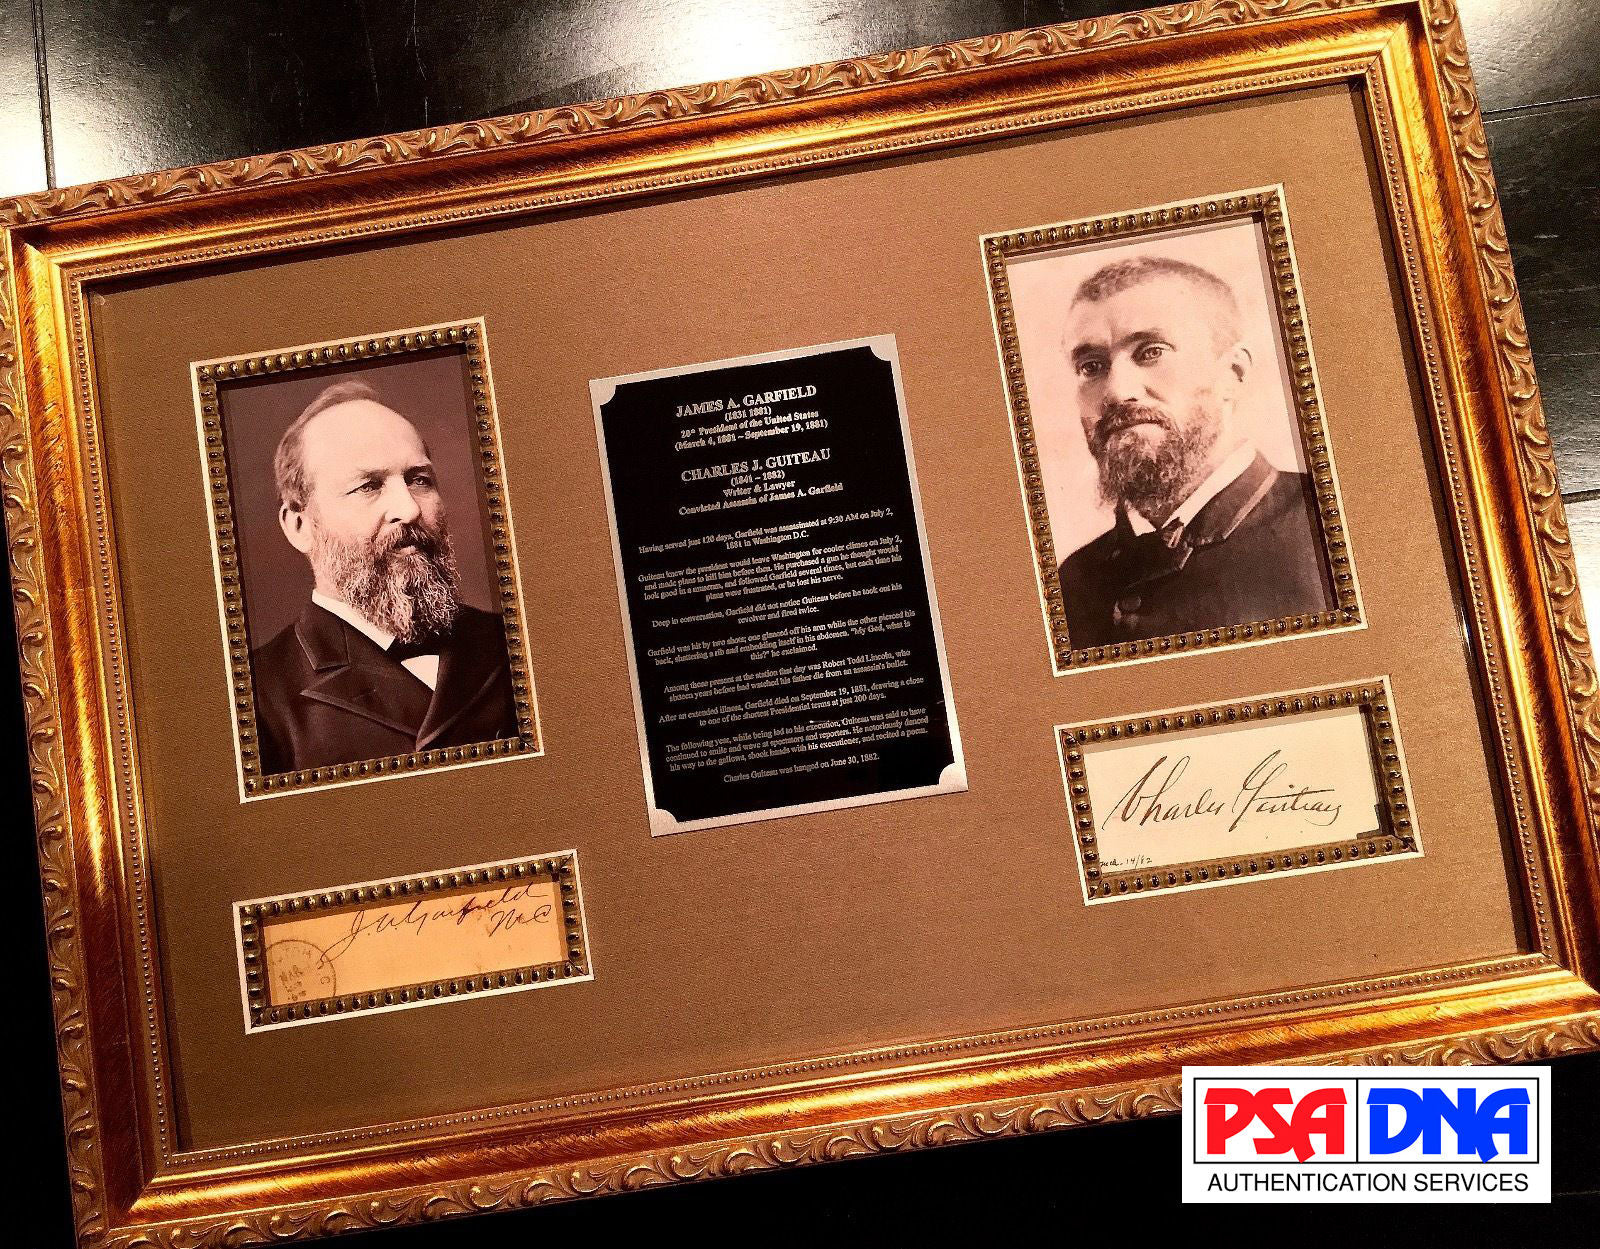 JAMES A. GARFIELD
(1831 1881)
20th President of the United States
(March 4, 1881 – September 19, 1881)
CHARLES J. GUITEAU
(1841 – 1882)
Writer & Lawyer
Convicted Assassin of James A. Garfield
Having served just 120 days, Garfield was assassinated at 9:30 AM on July 2,
1881 in Washington D.C.
Guiteau knew the president would leave Washington for cooler climes on July 2,
and made plans to kill him before then. He purchased a gun he thought would
look good in a museum, and followed Garfield several times, but each time his
plans were frustrated, or he lost his nerve.
Deep in conversation, Garfield did not notice Guiteau before he took out his
revolver and fired twice.
Garfield was hit by two shots; one glanced off his arm while the other pierced his
back, shattering a rib and embedding itself in his abdomen. "My God, what is
this?" he exclaimed.
Among those present at the station that day was Robert Todd Lincoln, who
sixteen years before had watched his father die from an assassin's bullet.
After an extended illness, Garfield died on September 19, 1881, drawing a close
to one of the shortest Presidential terms at just 200 days.
The following year, while being led to his execution, Guiteau was said to have
continued to smile and wave at spectators and reporters. He notoriously danced
his way to the gallows, shook hands with his executioner, and recited a poem.
Charles Guiteau was hanged on June 30, 1882.
Charles Guiteau
14/82
J.A. Garfield
M.C.
PSA DNA
AUTHENTICATION SERVICES